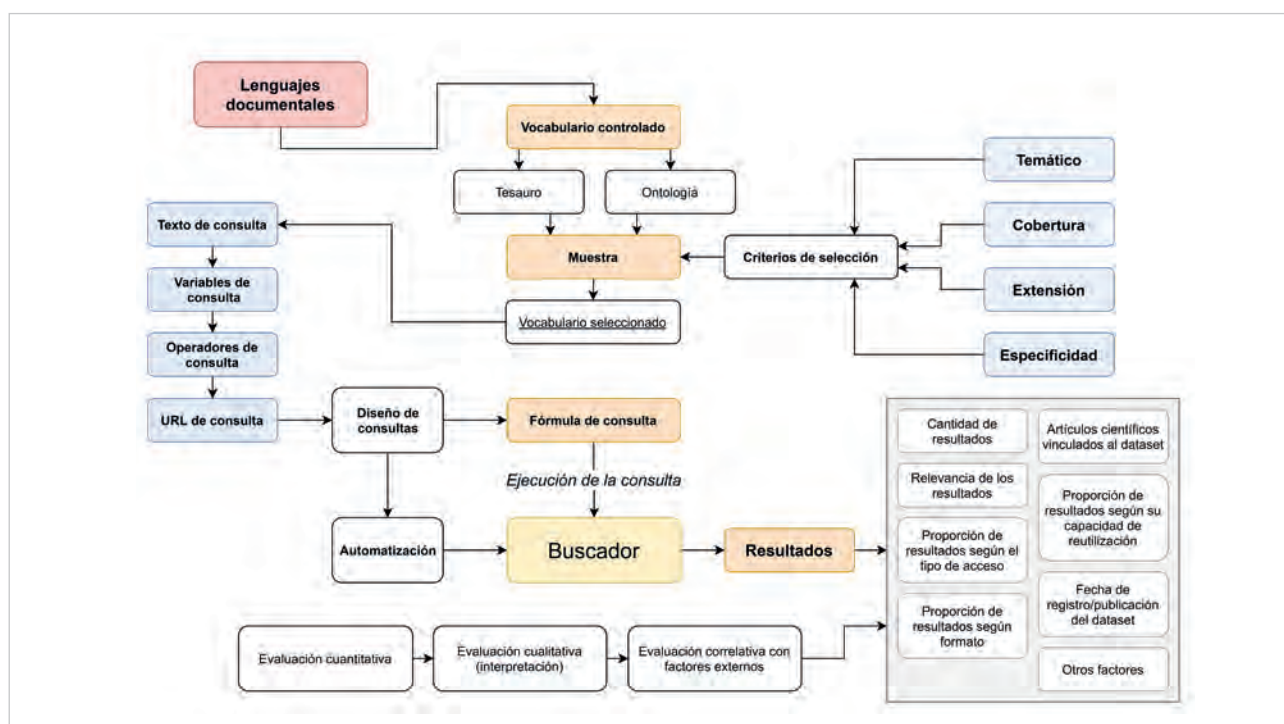 Lenguajes
documentales
Vocabulario controlado
Tesauro
Ontología
Temático
Cobertura
Extensión
Especificidad
Criterios de selección
Muestra
Vocabulario seleccionado
Texto de consulta
Variables de
consulta
Operadores de
consulta
URL de consulta
Diseño de
consultas
Fórmula de consulta
Ejecución de la consulta
Automatización
Buscador
Resultados
Cantidad de
resultados
Relevancia de los
resultados
Proporción de
resultados según el
tipo de acceso
Proporción de
resultados según
formato
Artículos científicos
vinculados al dataset
Proporción de
resultados según su
capacidad de
reutilización
Fecha de
registro/publicación
del dataset
Otros factores
Evaluación cuantitativa
Evaluación cualitativa
(interpretación)
Evaluación correlativa con
factores externos